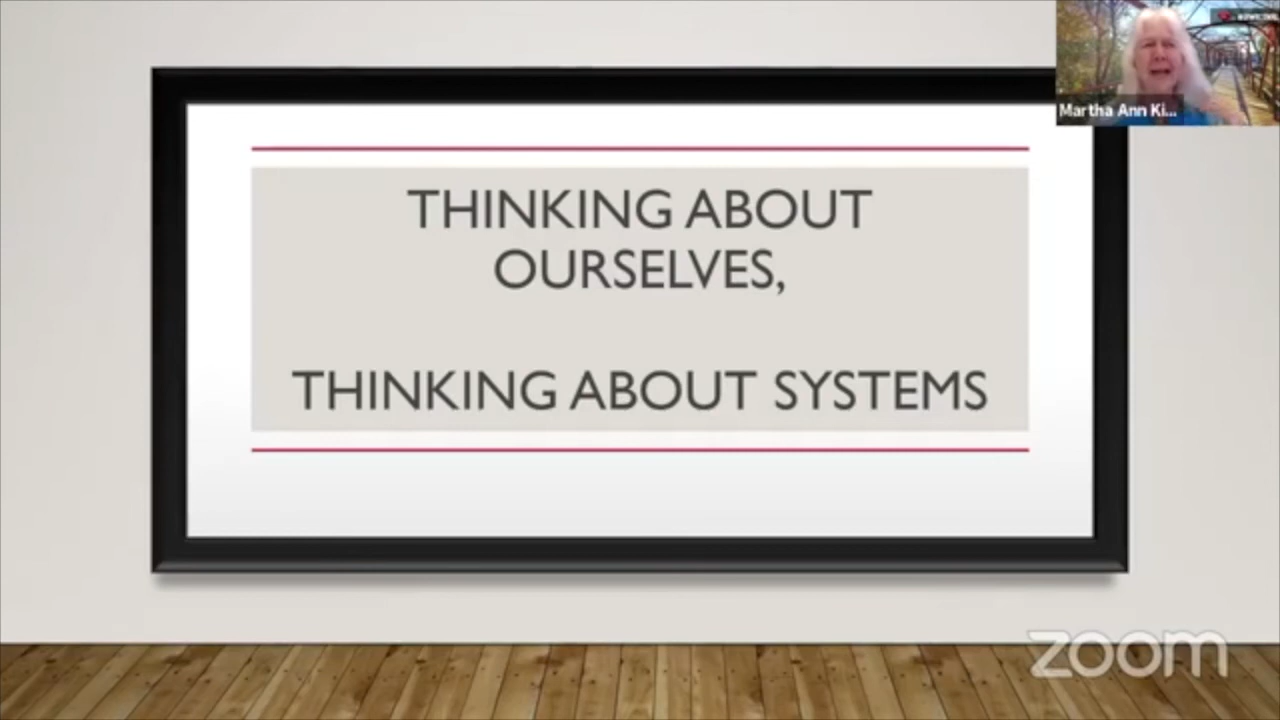 Martha Ann Ki...
THINKING ABOUT
OURSELVES,
THINKING ABOUT SYSTEMS
zoom